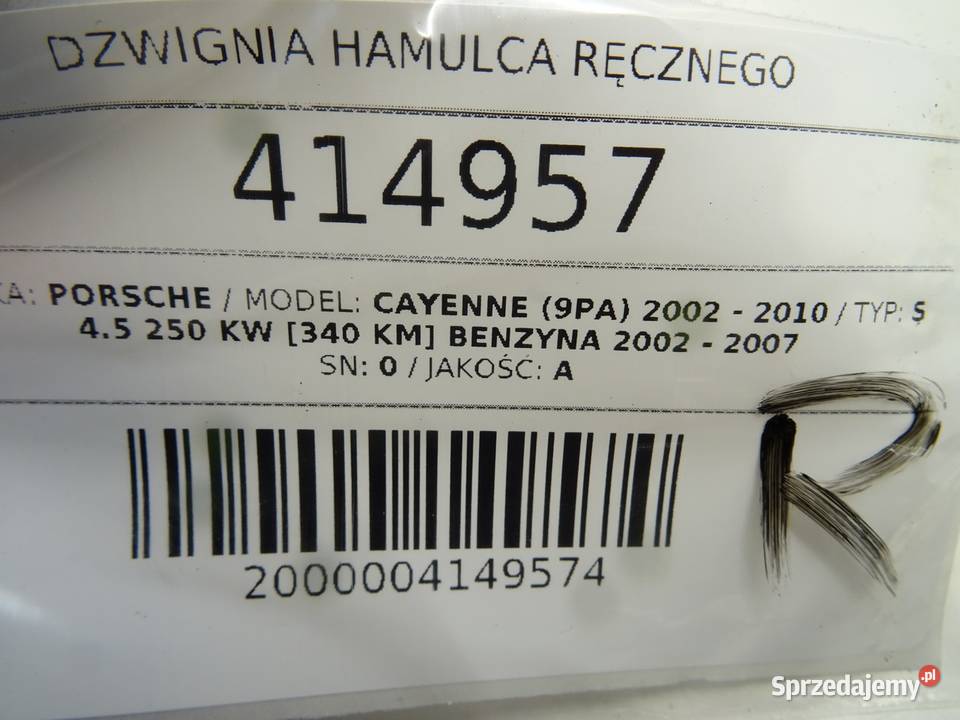 DZWIGNIA HAMULCA RĘCZNEGO
414957
KA: PORSCHE / MODEL: CAYENNE (9PA) 2002 - 2010 / TYP: S
4.5 250 KW [340 KM] BENZYNA 2002 - 2007
SN: 0 / JAKOŚĆ: A
R
2000004149574
Sprzedajemy.pl